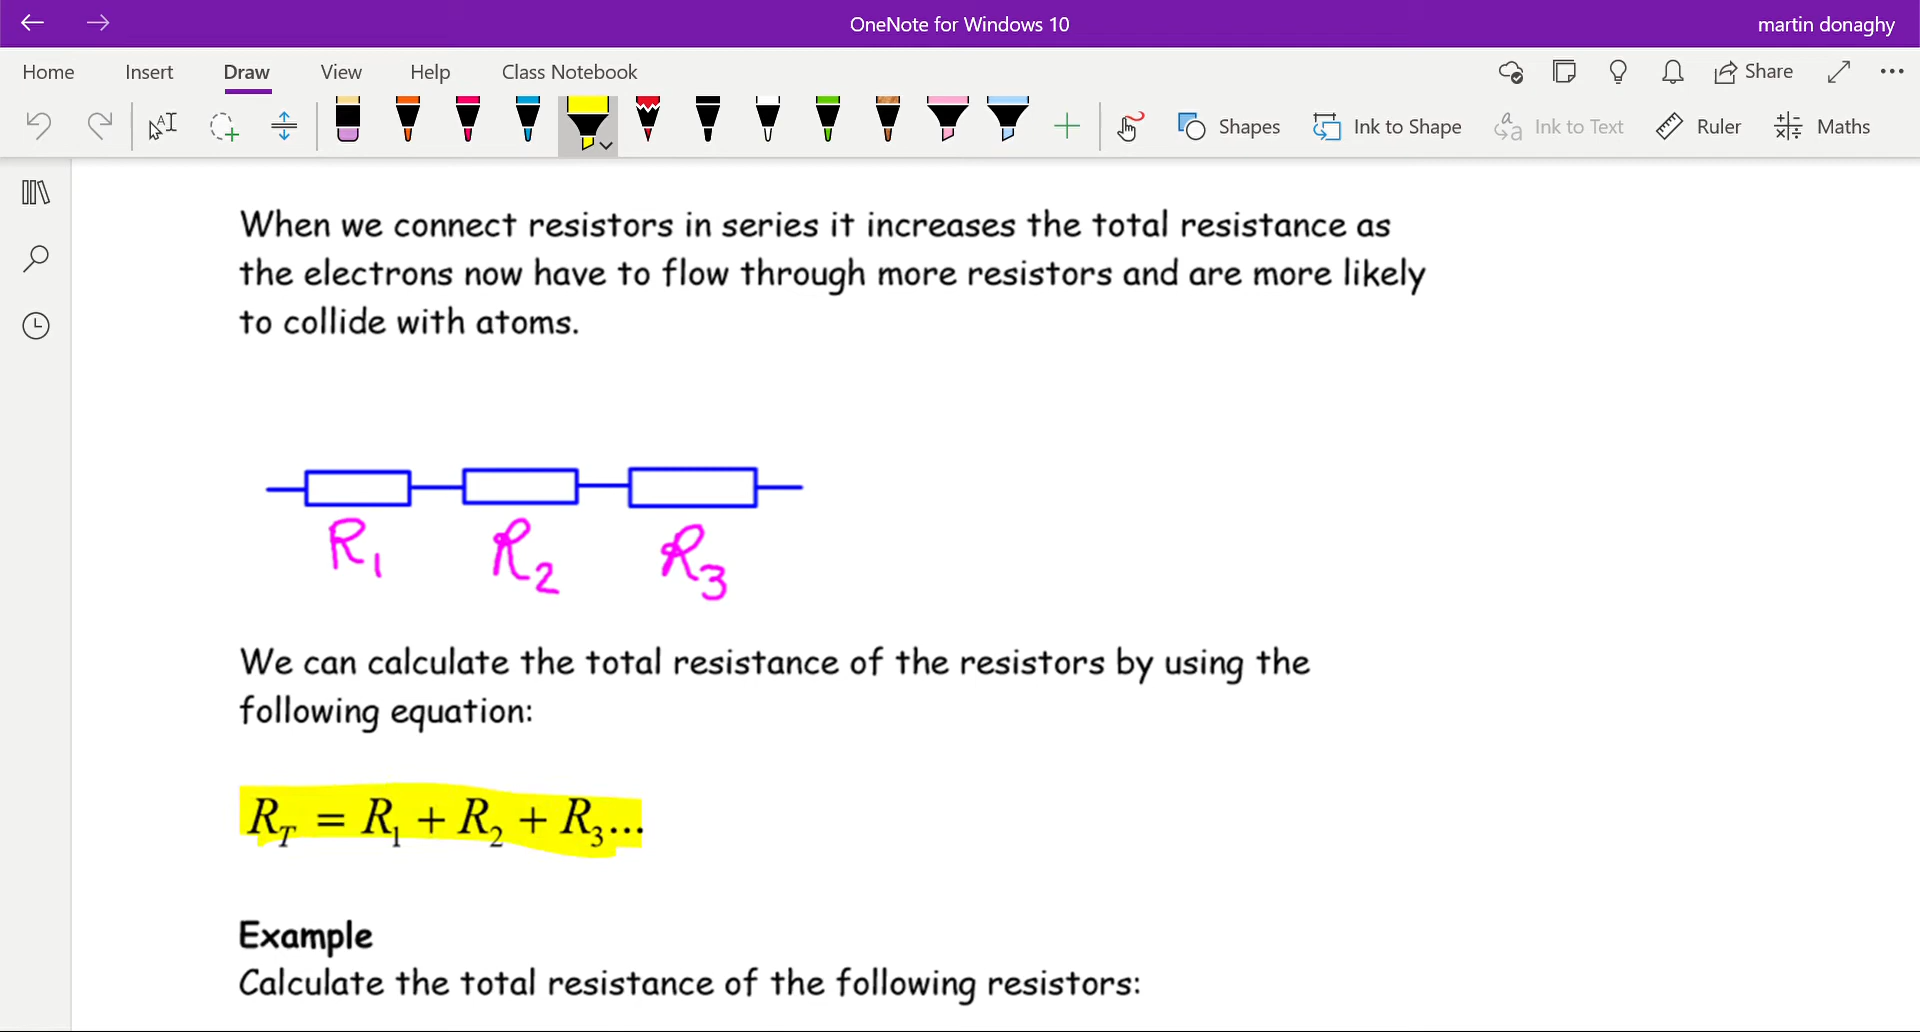 OneNote for Windows 10
martin donaghy
Home Insert Draw View Help Class Notebook
Share
Shapes Ink to Shape Ink to Text Ruler Maths
When we connect resistors in series it increases the total resistance as
the electrons now have to flow through more resistors and are more likely
to collide with atoms.
R1 R2 R3
We can calculate the total resistance of the resistors by using the
following equation:
R_T = R_1 + R_2 + R_3...
Example
Calculate the total resistance of the following resistors: